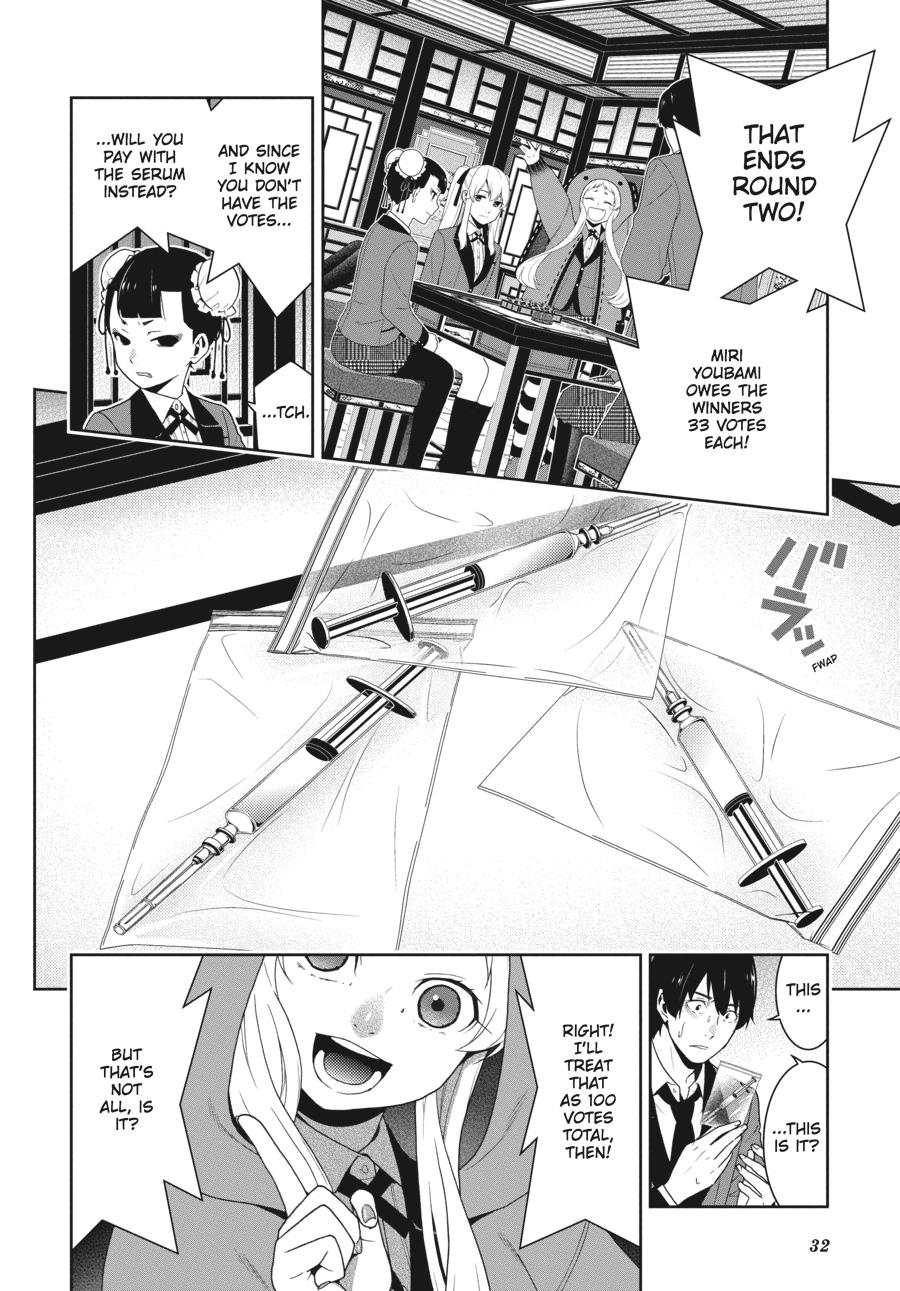 THAT
ENDS
ROUND
TWO!
MIRI
YOUBAMI
OWES THE
WINNERS
33 VOTES
EACH!
AND SINCE
I KNOW
YOU DON'T
HAVE THE
VOTES...
...WILL YOU
PAY WITH
THE SERUM
INSTEAD?
...TCH.
バラッ
FWAP
THIS
...
...THIS
IS IT?
RIGHT!
I'LL
TREAT
THAT
AS 100
VOTES
TOTAL,
THEN!
BUT
THAT'S
NOT
ALL, IS
IT?
32